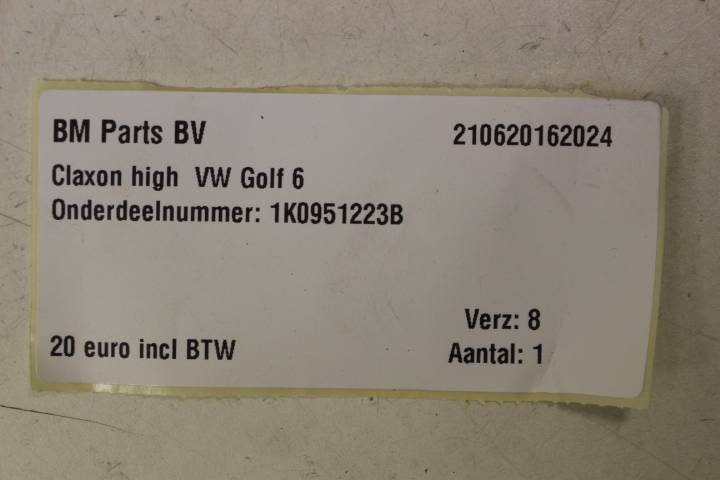 BM Parts BV 210620162024
Claxon high VW Golf 6
Onderdeelnummer: 1K0951223B
Verz: 8
20 euro incl BTW Aantal: 1